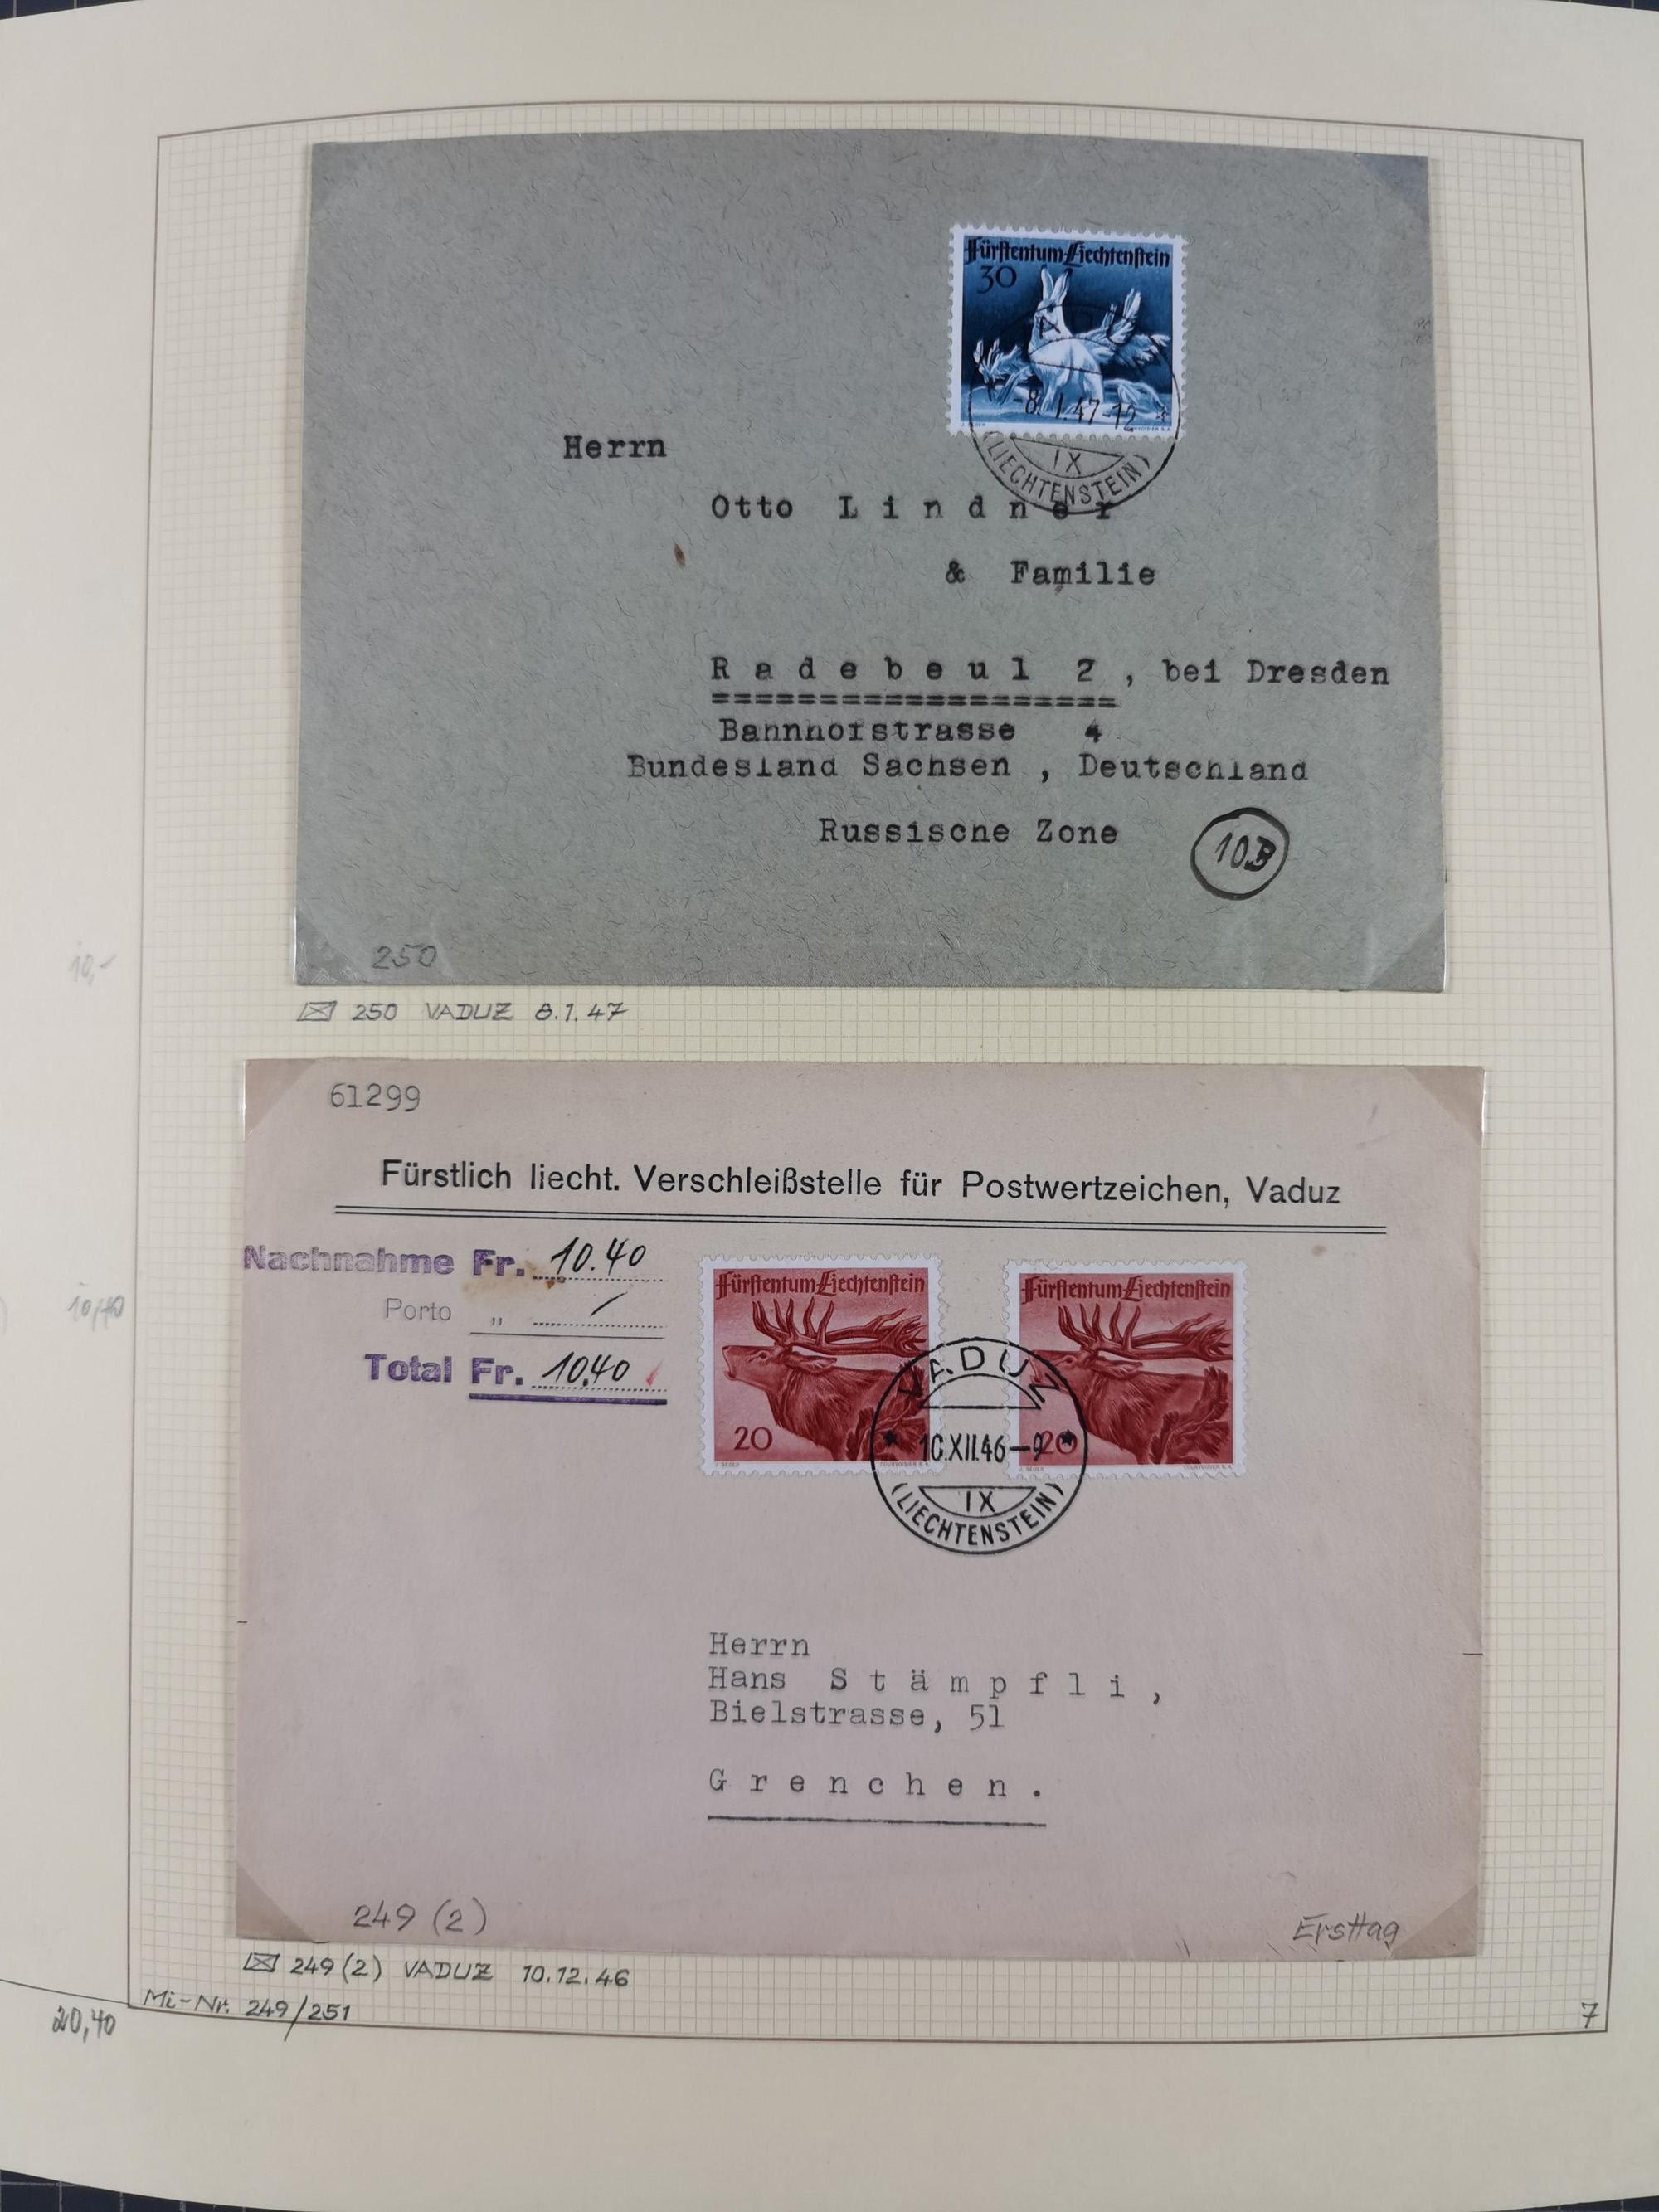 Fürstentum Liechtenstein
30
VADUZ
-8.I.47-12
IX
(LIECHTENSTEIN)
Herrn
Otto Lindner
& Familie
Radebeul 2, bei Dresden
===================
Bannhofstrasse 4
Bundesland Sachsen, Deutschland
Russische Zone
10B
250
10,-
250 VADUZ 8.1.47
61299
Fürstlich liecht. Verschleißstelle für Postwertzeichen, Vaduz
Nachnahme Fr. 10.40
Porto „ /
Total Fr. 10.40
Fürstentum Liechtenstein
20
Fürstentum Liechtenstein
20
VADUZ
10.XII.46-9
IX
(LIECHTENSTEIN)
10,40
Herrn
Hans Stämpfli,
Bielstrasse, 51
Grenchen.
249 (2)
Ersttag
249 (2) VADUZ 10.12.46
Mi-Nr. 249/251
20,40
7